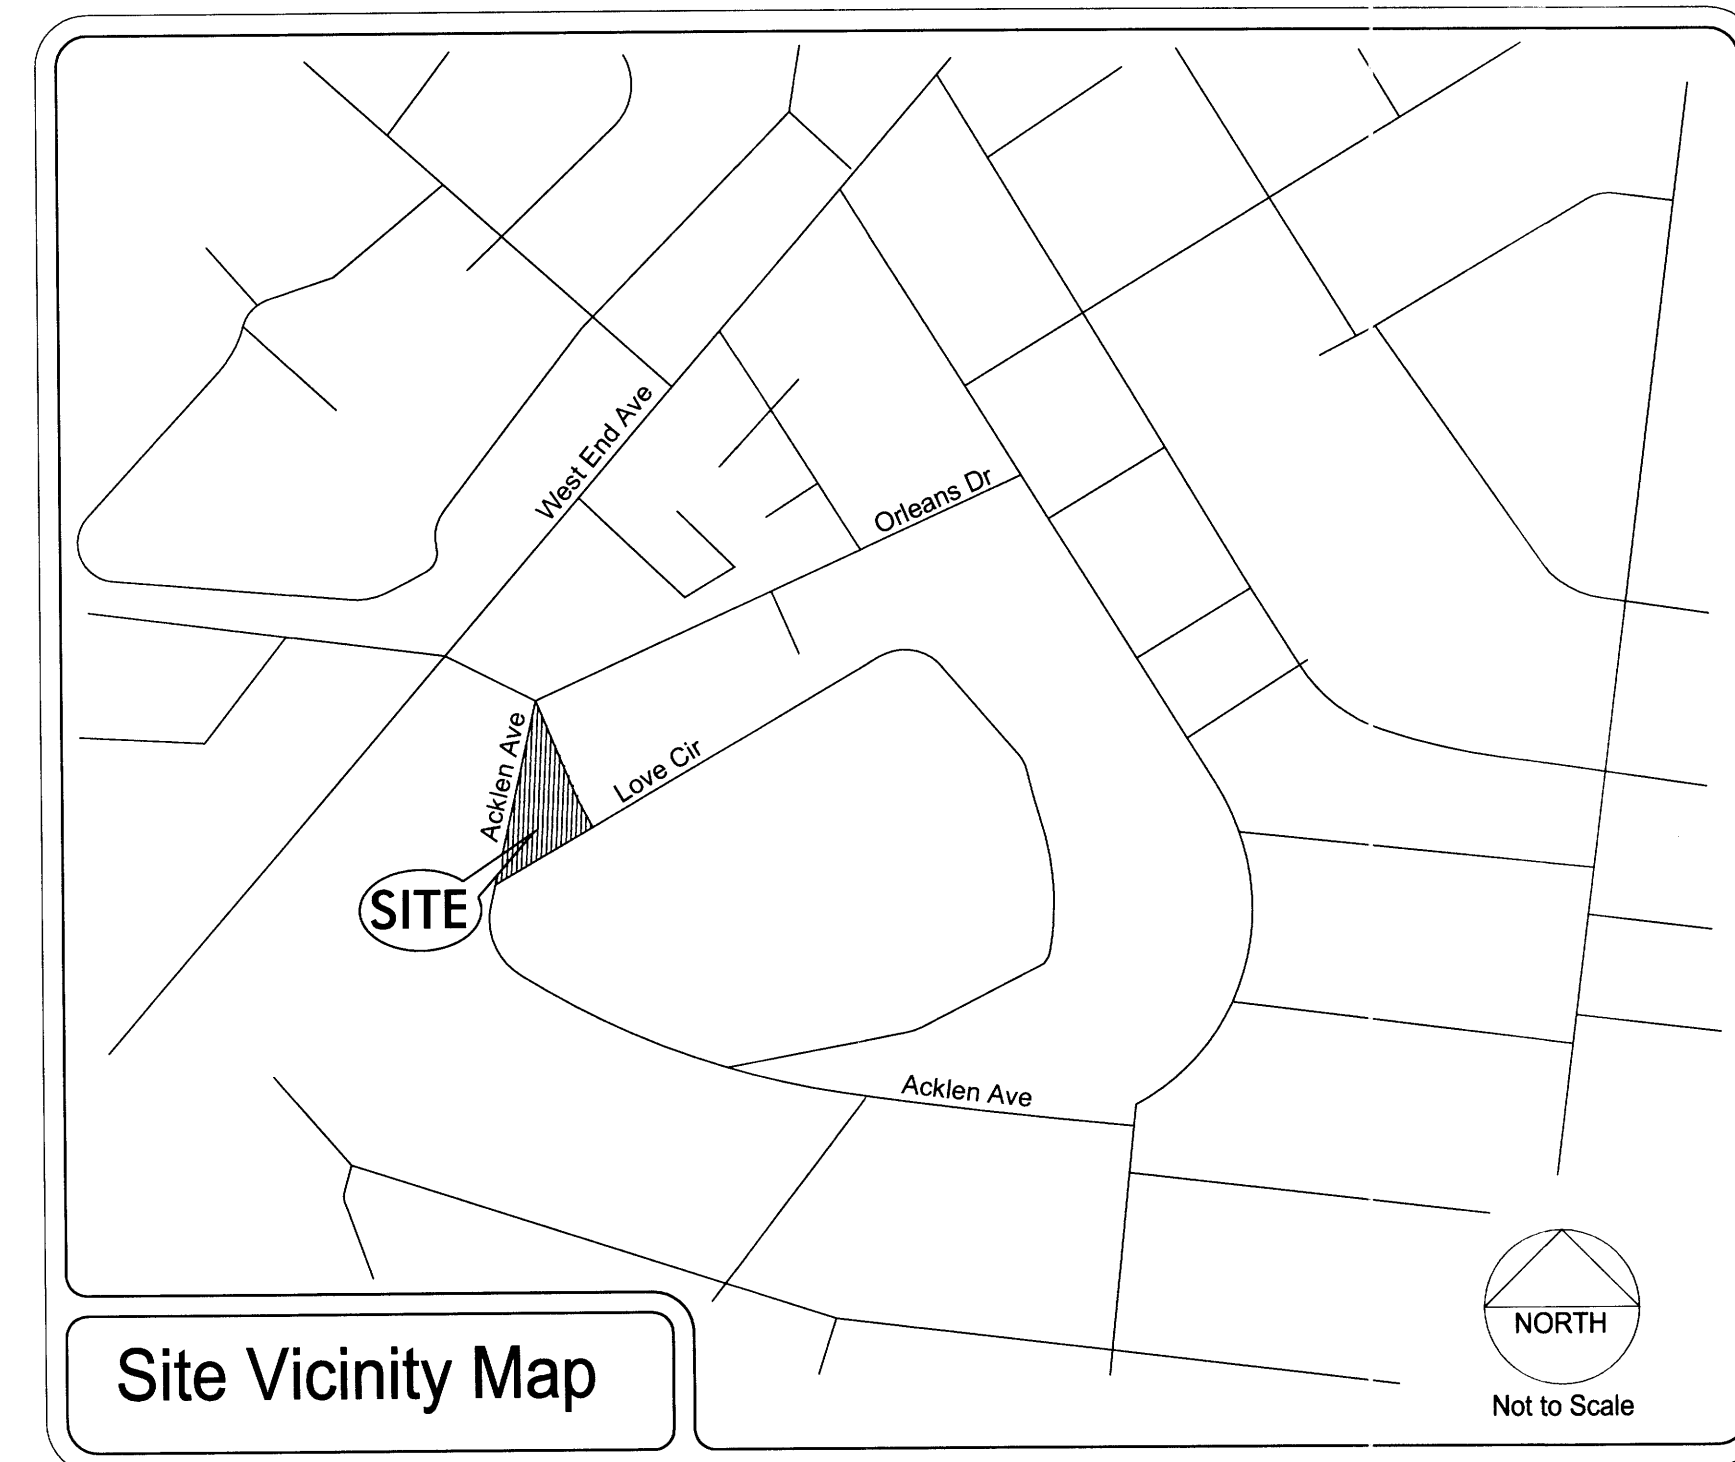 West End Ave
Orleans Dr
Acklen Ave
Love Cir
SITE
Acklen Ave
NORTH
Not to Scale
Site Vicinity Map